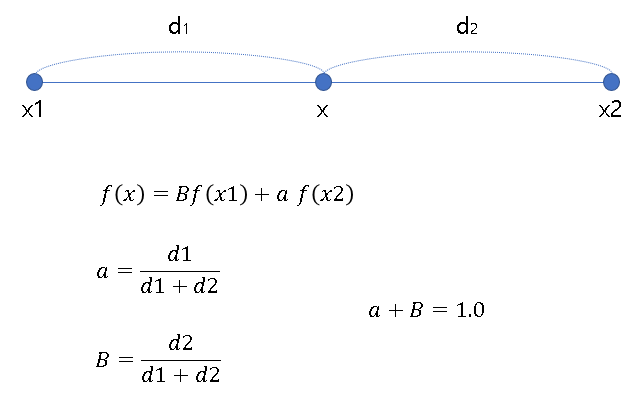 d1 d2
x1 x x2
f(x) = Bf(x1) + a f(x2)
a = d1 / (d1 + d2)
a + B = 1.0
B = d2 / (d1 + d2)